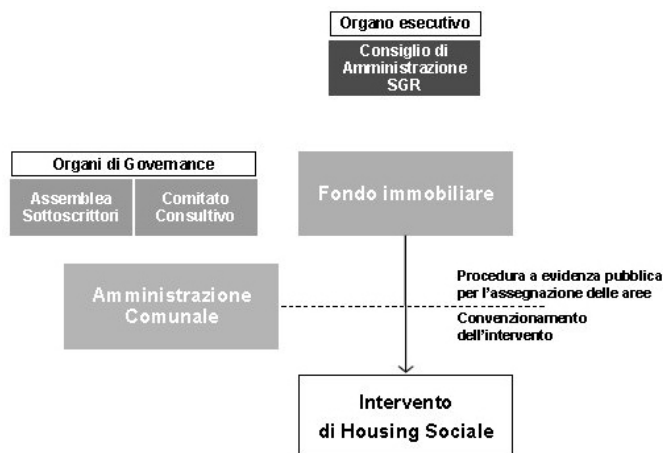 Organo esecutivo
Consiglio di
Amministrazione
SGR
Organi di Governance
Assemblea
Sottoscrittori
Comitato
Consultivo
Fondo immobiliare
Amministrazione
Comunale
Procedura a evidenza pubblica
per l'assegnazione delle aree
Convenzionamento
dell'intervento
Intervento
di Housing Sociale